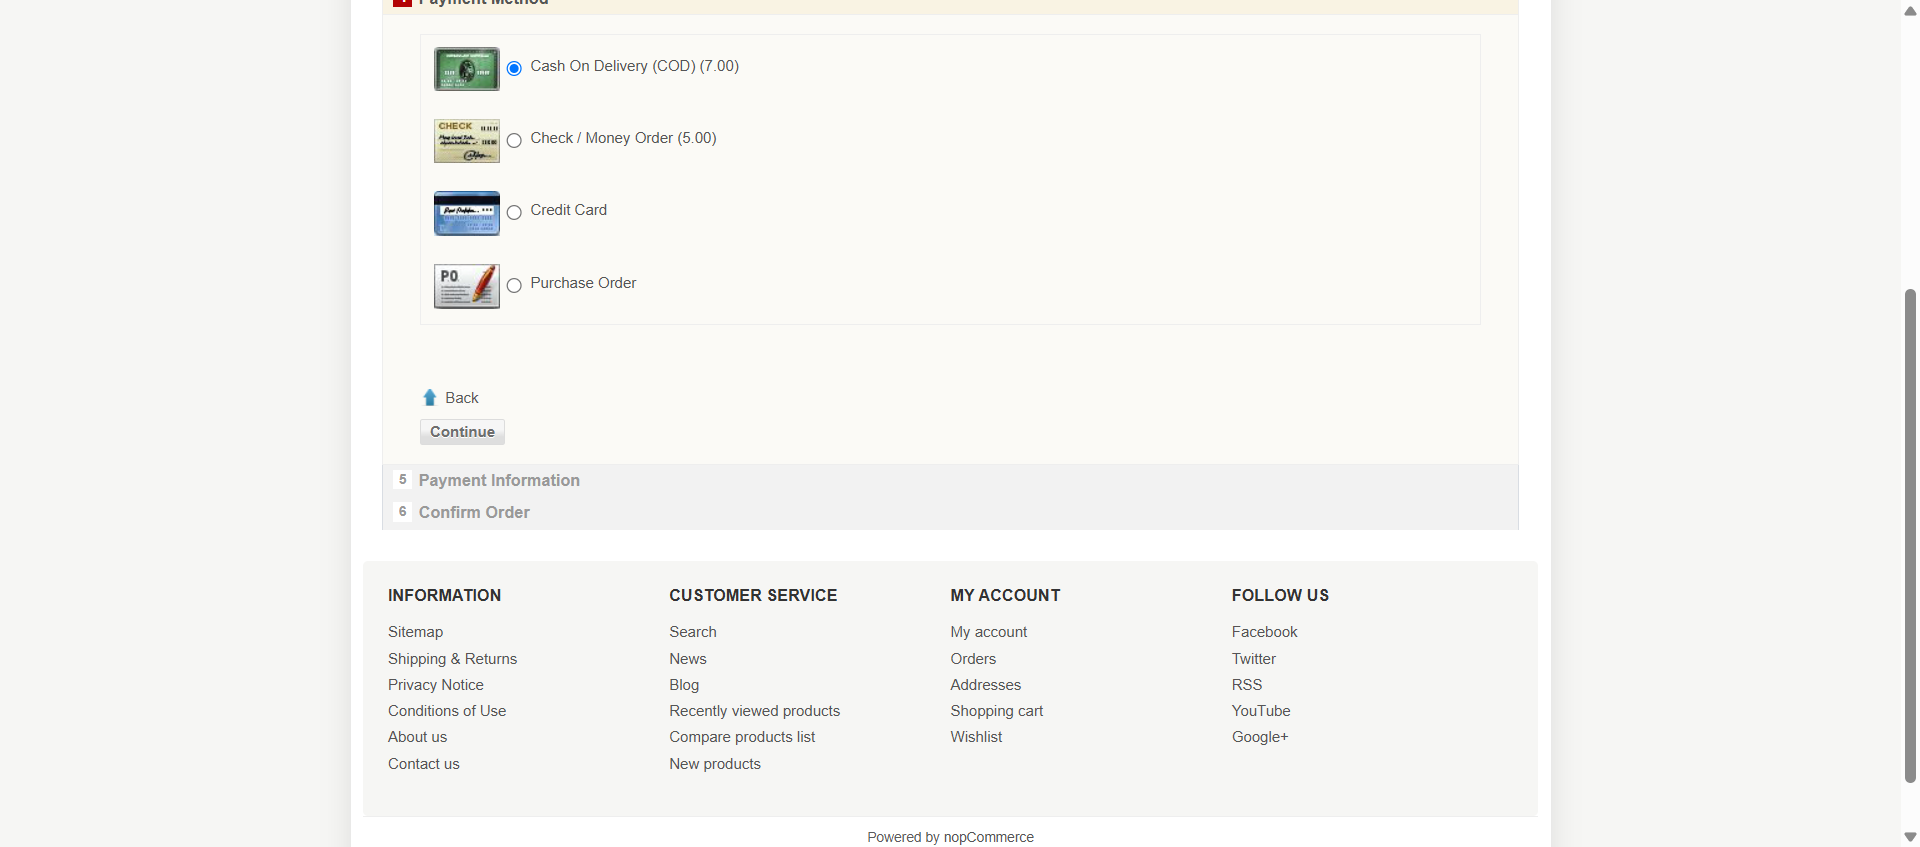 Payment Method
Cash On Delivery (COD) (7.00)
CHECK
Check / Money Order (5.00)
Credit Card
P.O.
Purchase Order
Back
Continue
5 Payment Information
6 Confirm Order
INFORMATION
Sitemap
Shipping & Returns
Privacy Notice
Conditions of Use
About us
Contact us
CUSTOMER SERVICE
Search
News
Blog
Recently viewed products
Compare products list
New products
MY ACCOUNT
My account
Orders
Addresses
Shopping cart
Wishlist
FOLLOW US
Facebook
Twitter
RSS
YouTube
Google+
Powered by nopCommerce